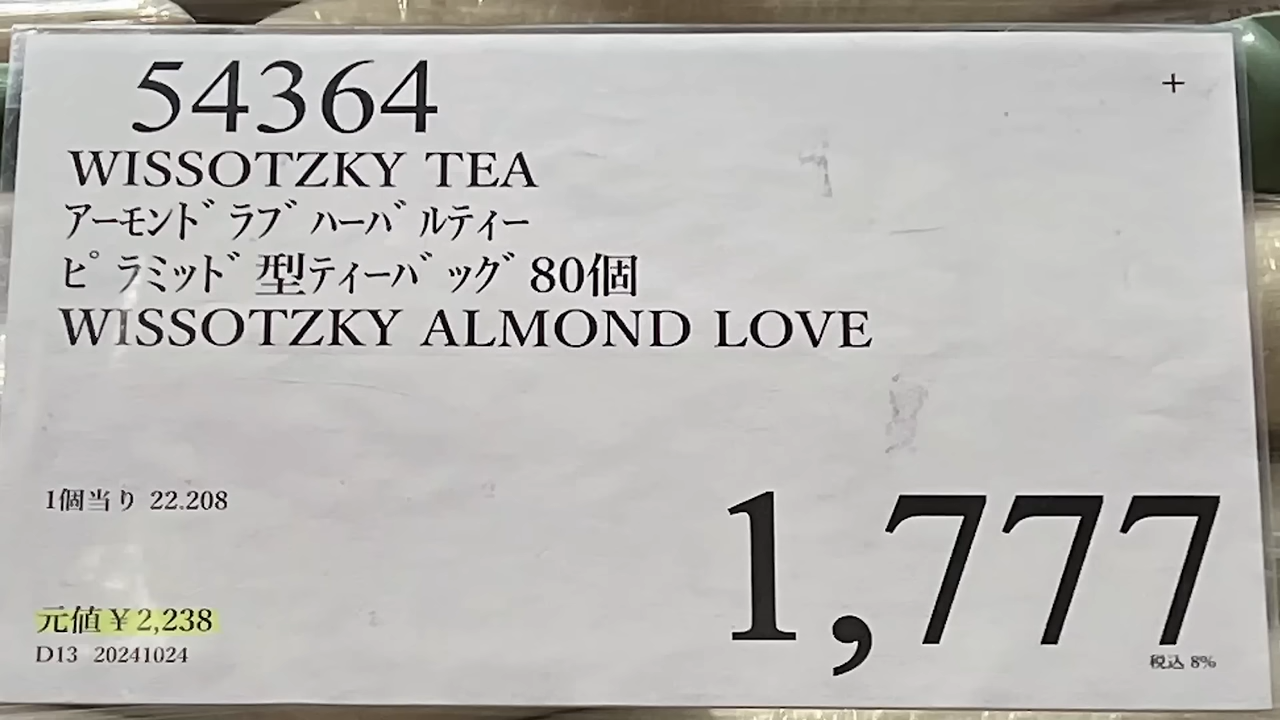 54364
+
WISSOTZKY TEA
アーモンド ラブ ハーバルティー
ピラミッド型ティーバッグ 80個
WISSOTZKY ALMOND LOVE
1個当り 22.208
1,777
元値￥2,238
D13 20241024
税込 8%